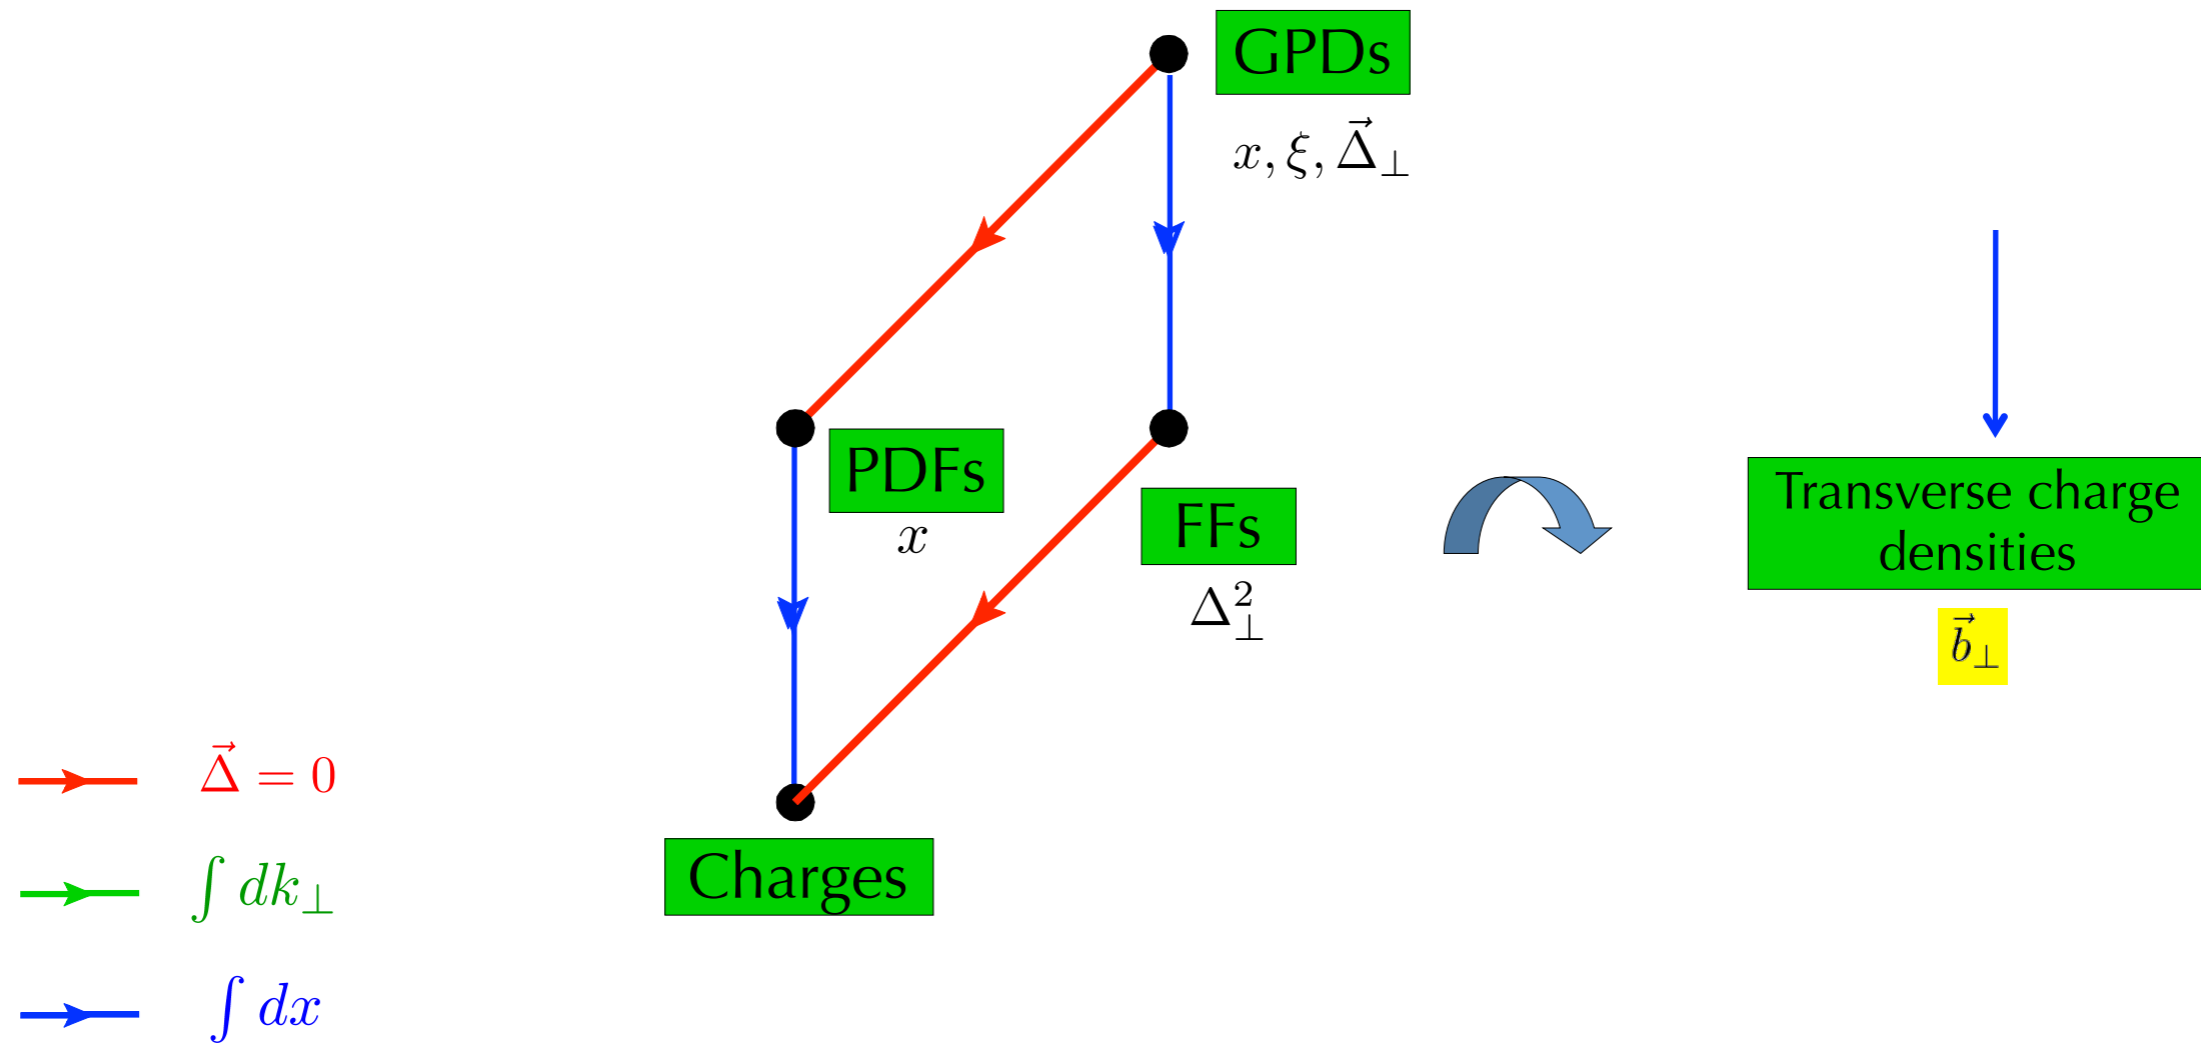 GPDs
x, ξ, Δ⃗⊥
PDFs
x
FFs
Δ²⊥
Transverse charge
densities
b⃗⊥
Charges
Δ⃗ = 0
∫ dk⊥
∫ dx